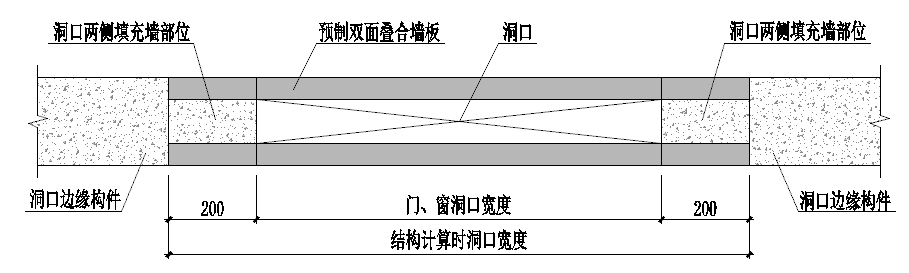 洞口两侧填充墙部位
预制双面叠合墙板
洞口
洞口两侧填充墙部位
洞口边缘构件
200
门、窗洞口宽度
200
洞口边缘构件
结构计算时洞口宽度